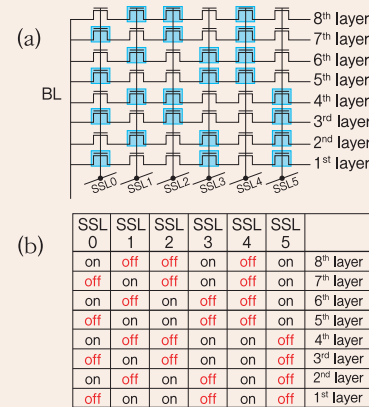 (a)
BL
8th layer
7th layer
6th layer
5th layer
4th layer
3rd layer
2nd layer
1st layer
SSL0 SSL1 SSL2 SSL3 SSL4 SSL5
(b)
SSL 0 SSL 1 SSL 2 SSL 3 SSL 4 SSL 5
on off off on off on 8th layer
off on off on off on 7th layer
on off on off off on 6th layer
off on on off off on 5th layer
on off off on on off 4th layer
off on off on on off 3rd layer
on off on off on off 2nd layer
off on on off on off 1st layer